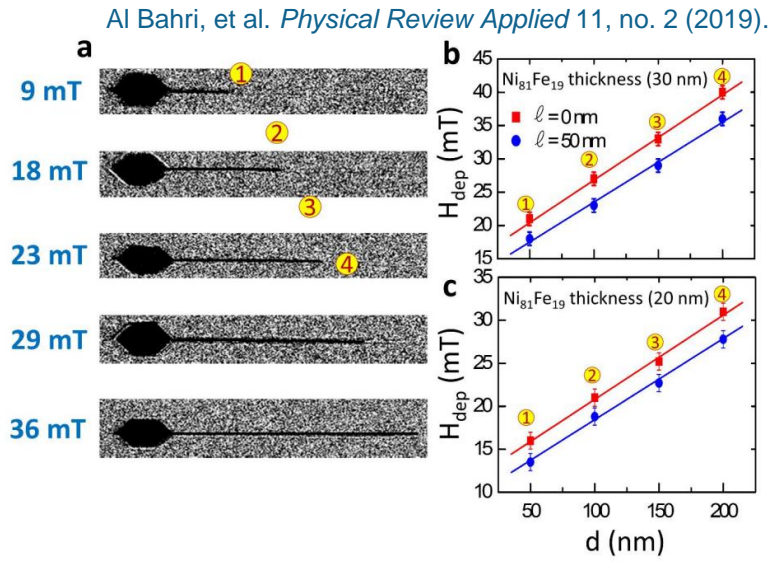 Al Bahri, et al. Physical Review Applied 11, no. 2 (2019).
a
9 mT
1
2
18 mT
3
23 mT
4
29 mT
36 mT
b
H_dep (mT)
45
40
35
30
25
20
15
Ni₈₁Fe₁₉ thickness (30 nm)
ℓ = 0nm
ℓ = 50nm
1
2
3
4
c
H_dep (mT)
35
30
25
20
15
10
Ni₈₁Fe₁₉ thickness (20 nm)
1
2
3
4
50 100 150 200
d (nm)